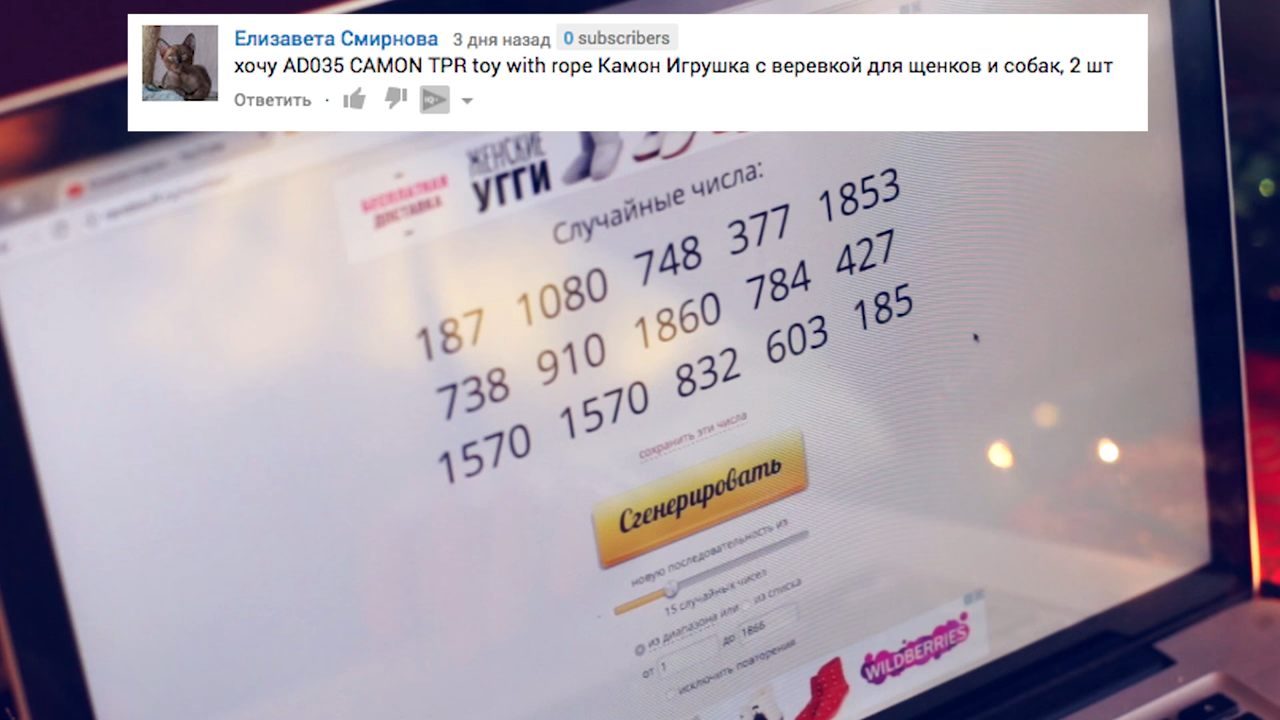 Елизавета Смирнова 3 дня назад 0 subscribers
хочу AD035 CAMON TPR toy with rope Камон Игрушка с веревкой для щенков и собак, 2 шт
Ответить
БЕСПЛАТНАЯ
ДОСТАВКА
ЖЕНСКИЕ
УГГИ
Случайные числа:
187 1080 748 377 1853
738 910 1860 784 427
1570 1570 832 603 185
сохранить эти числа
Сгенерировать
новую последовательность из
15 случайных чисел
из диапазона или из списка
от 1 до 1866
исключить повторения
WILDBERRIES